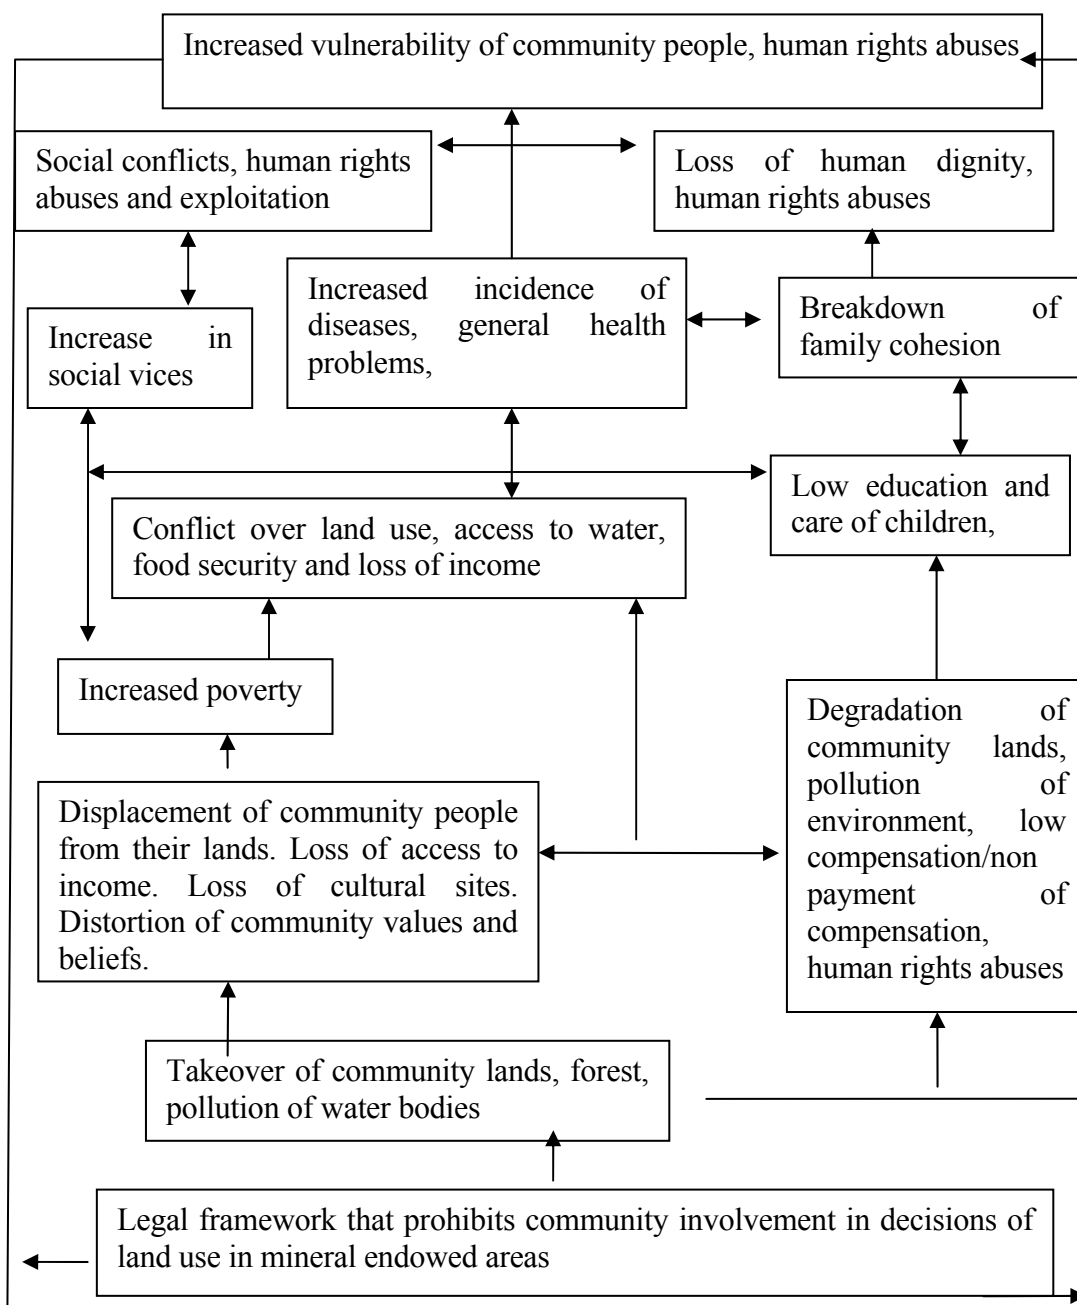 Increased vulnerability of community people, human rights abuses
Social conflicts, human rights
abuses and exploitation
Loss of human dignity,
human rights abuses
Increased incidence of
diseases, general health
problems,
Breakdown of
family cohesion
Increase in
social vices
Low education and
care of children,
Conflict over land use, access to water,
food security and loss of income
Increased poverty
Degradation of
community lands,
pollution of
environment, low
compensation/non
payment of
compensation,
human rights abuses
Displacement of community people
from their lands. Loss of access to
income. Loss of cultural sites.
Distortion of community values and
beliefs.
Takeover of community lands, forest,
pollution of water bodies
Legal framework that prohibits community involvement in decisions of
land use in mineral endowed areas